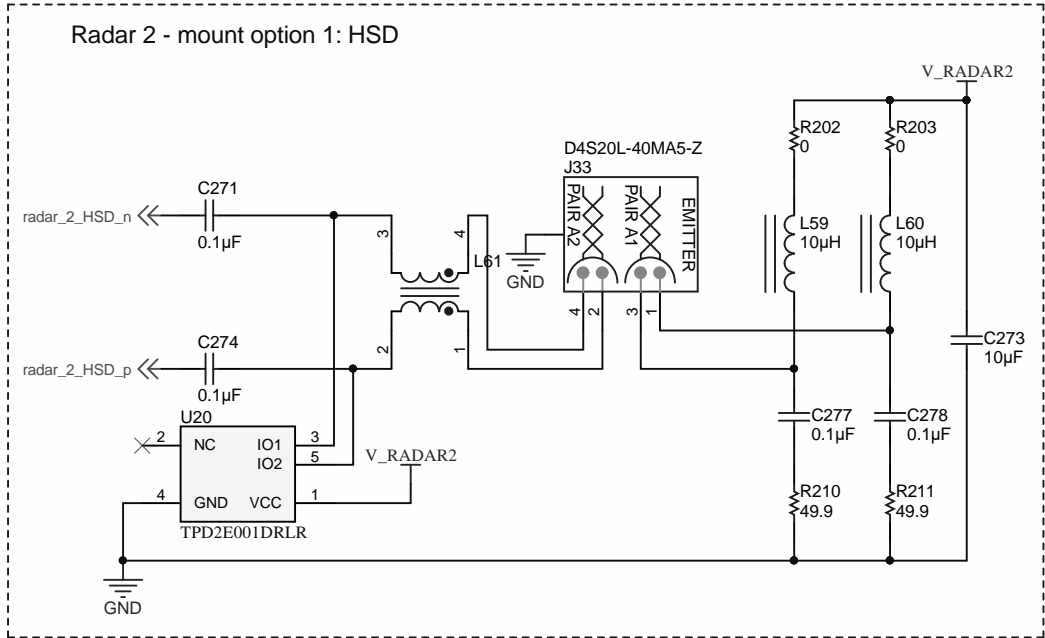 Radar 2 - mount option 1: HSD
V_RADAR2
R202
0
R203
0
D4S20L-40MA5-Z
J33
PAIR A2
PAIR A1
EMITTER
GND
4
2
3
1
C271
0.1µF
radar_2_HSD_n
3
4
L61
2
1
L59
10µH
L60
10µH
C273
10µF
C274
0.1µF
radar_2_HSD_p
U20
2
NC
IO1
3
IO2
5
4
GND
VCC
1
TPD2E001DRLR
V_RADAR2
C277
0.1µF
C278
0.1µF
R210
49.9
R211
49.9
GND